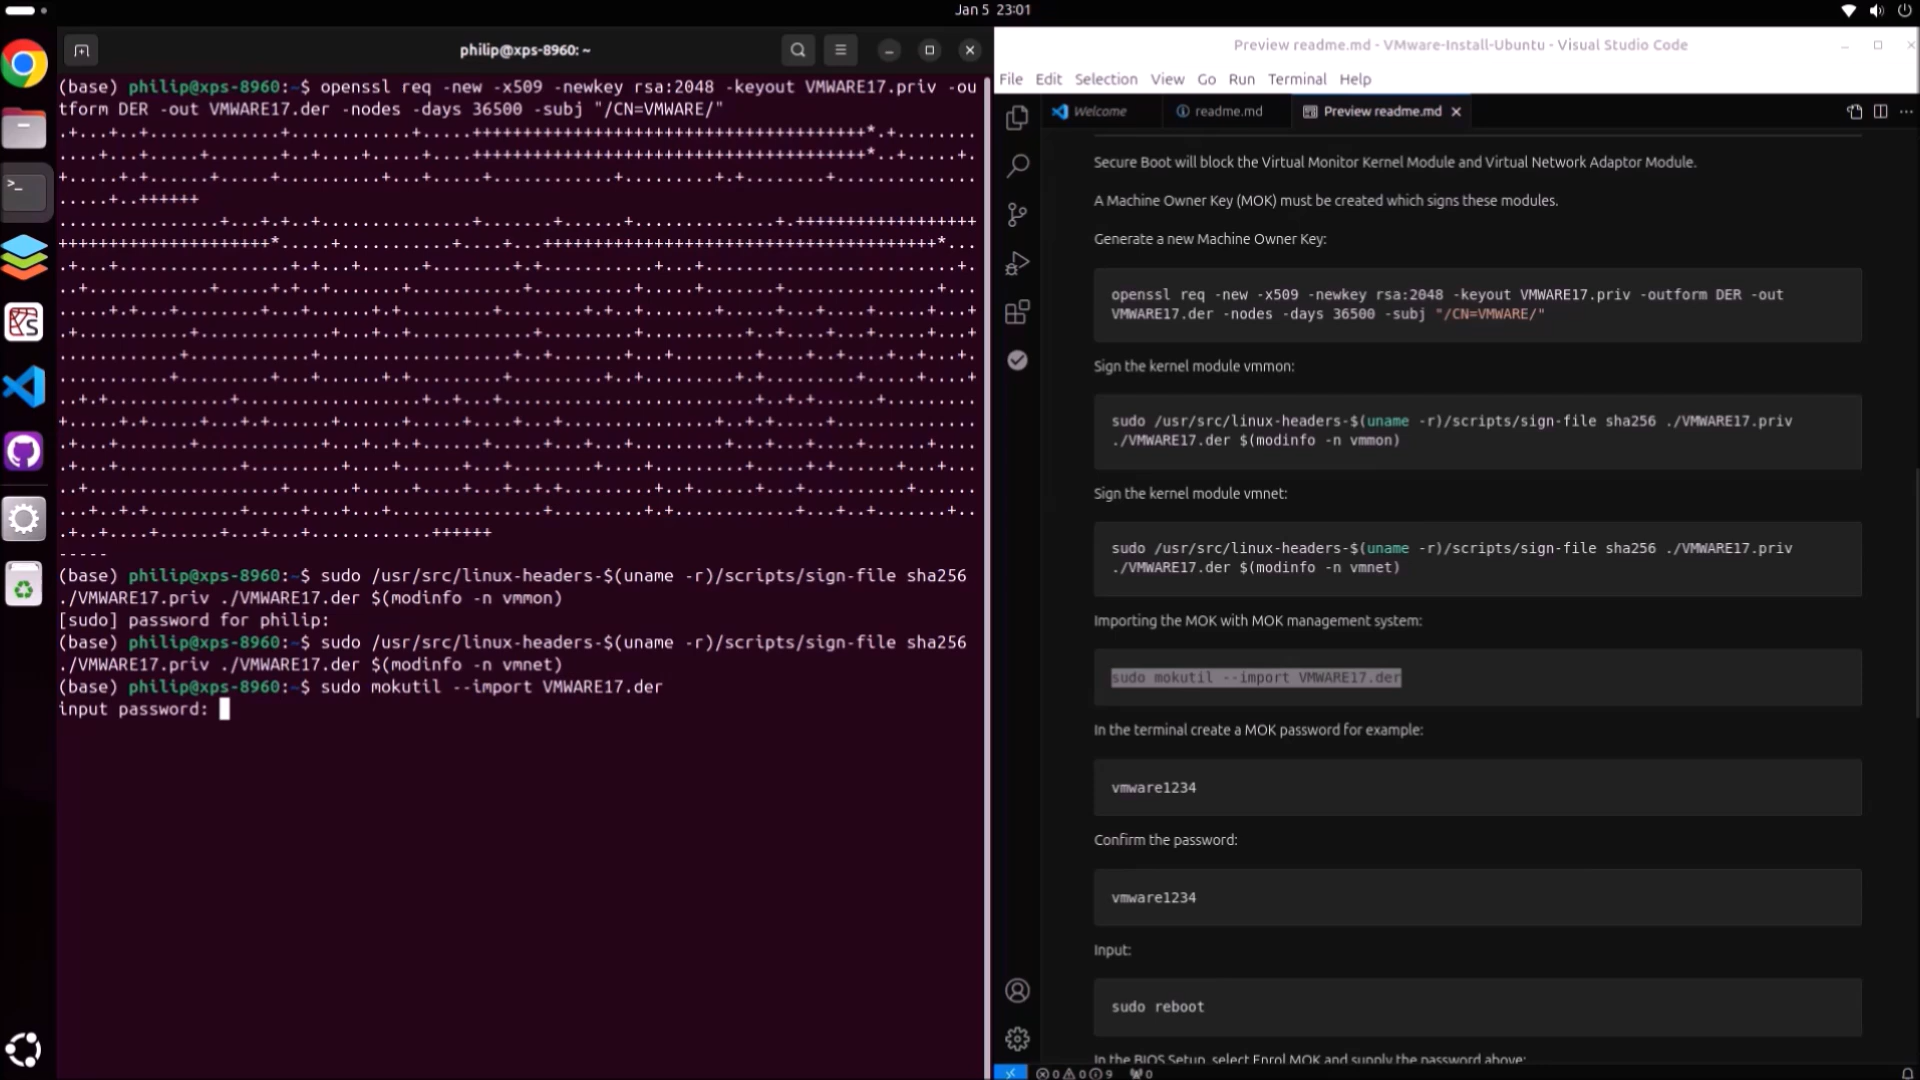 Jan 5 23:01
philip@xps-8960: ~
(base) philip@xps-8960:~$ openssl req -new -x509 -newkey rsa:2048 -keyout VMWARE17.priv -ou
tform DER -out VMWARE17.der -nodes -days 36500 -subj "/CN=VMWARE/"
-----
(base) philip@xps-8960:~$ sudo /usr/src/linux-headers-$(uname -r)/scripts/sign-file sha256
./VMWARE17.priv ./VMWARE17.der $(modinfo -n vmmon)
[sudo] password for philip:
(base) philip@xps-8960:~$ sudo /usr/src/linux-headers-$(uname -r)/scripts/sign-file sha256
./VMWARE17.priv ./VMWARE17.der $(modinfo -n vmnet)
(base) philip@xps-8960:~$ sudo mokutil --import VMWARE17.der
input password:
Preview readme.md - VMware-Install-Ubuntu - Visual Studio Code
File Edit Selection View Go Run Terminal Help
Welcome readme.md Preview readme.md
Secure Boot will block the Virtual Monitor Kernel Module and Virtual Network Adaptor Module.
A Machine Owner Key (MOK) must be created which signs these modules.
Generate a new Machine Owner Key:
openssl req -new -x509 -newkey rsa:2048 -keyout VMWARE17.priv -outform DER -out
VMWARE17.der -nodes -days 36500 -subj "/CN=VMWARE/"
Sign the kernel module vmmon:
sudo /usr/src/linux-headers-$(uname -r)/scripts/sign-file sha256 ./VMWARE17.priv
./VMWARE17.der $(modinfo -n vmmon)
Sign the kernel module vmnet:
sudo /usr/src/linux-headers-$(uname -r)/scripts/sign-file sha256 ./VMWARE17.priv
./VMWARE17.der $(modinfo -n vmnet)
Importing the MOK with MOK management system:
sudo mokutil --import VMWARE17.der
In the terminal create a MOK password for example:
vmware1234
Confirm the password:
vmware1234
Input:
sudo reboot
In the BIOS Setup, select Enrol MOK and supply the password above:
0 0 9 0